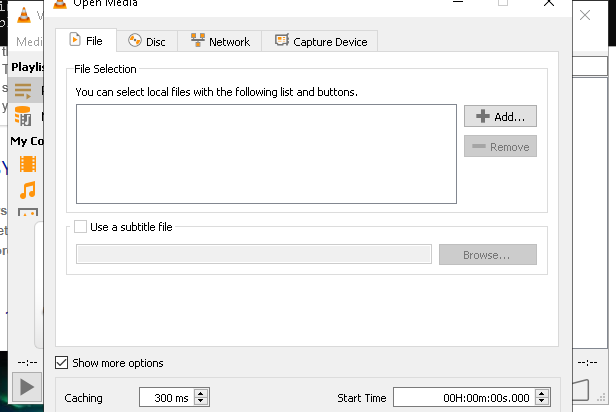 Open Media
Medi
File
Disc
Network
Capture Device
Playlis
File Selection
You can select local files with the following list and buttons.
Add...
Remove
My Co
Use a subtitle file
Browse...
--:--
--:--
Show more options
Caching
300 ms
Start Time
00H:00m:00s.000